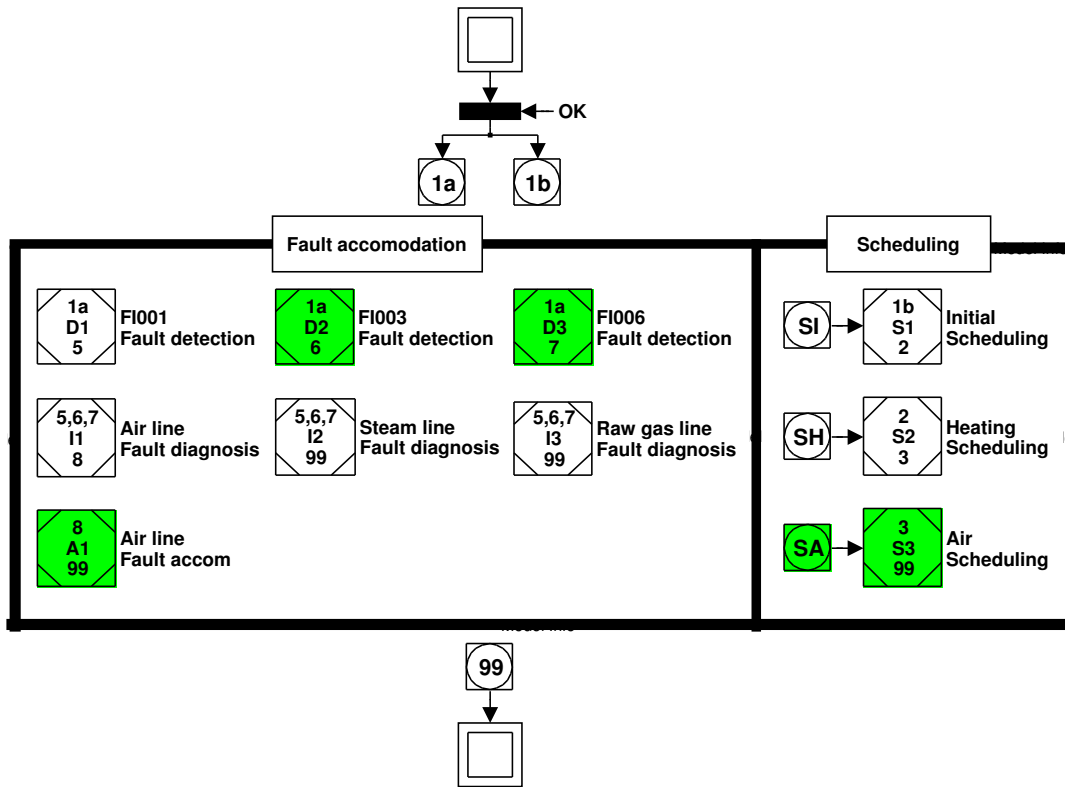 OK
1a
1b
Fault accomodation
Scheduling
1a
D1
5
FI001
Fault detection
1a
D2
6
FI003
Fault detection
1a
D3
7
FI006
Fault detection
SI
1b
S1
2
Initial
Scheduling
5,6,7
I1
8
Air line
Fault diagnosis
5,6,7
I2
99
Steam line
Fault diagnosis
5,6,7
I3
99
Raw gas line
Fault diagnosis
SH
2
S2
3
Heating
Scheduling
8
A1
99
Air line
Fault accom
SA
3
S3
99
Air
Scheduling
99